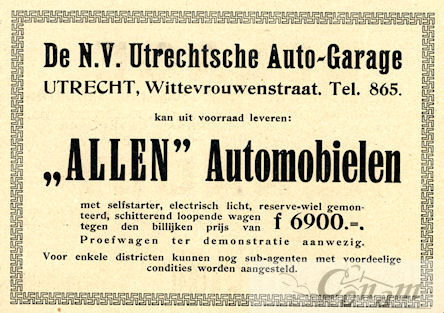 De N.V. Utrechtsche Auto-Garage
UTRECHT, Wittevrouwenstraat. Tel. 865.
kan uit voorraad leveren:
„ALLEN” Automobielen
met selfstarter, electrisch licht, reserve-wiel gemon-
teerd, schitterend loopende wagen
tegen den billijken prijs van f 6900.=.
Proefwagen ter demonstratie aanwezig.
Voor enkele districten kunnen nog sub-agenten met voordeelige
condities worden aangesteld.
Conam